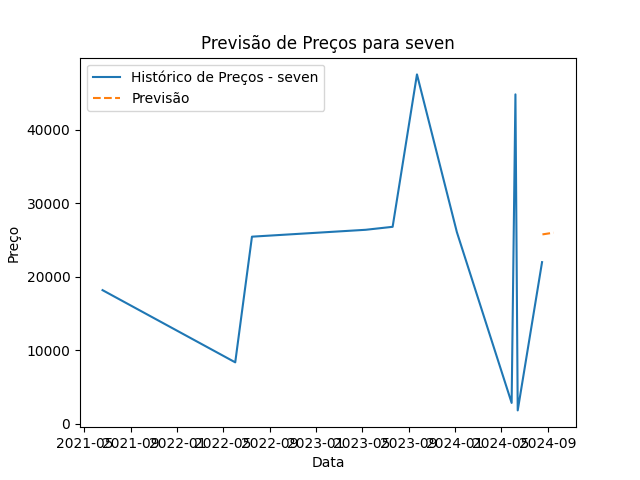 Previsão de Preços para seven
Histórico de Preços - seven
Previsão
Preço
40000
30000
20000
10000
0
2021-05 2021-09 2022-01 2022-05 2022-09 2023-01 2023-05 2023-09 2024-01 2024-05 2024-09
Data